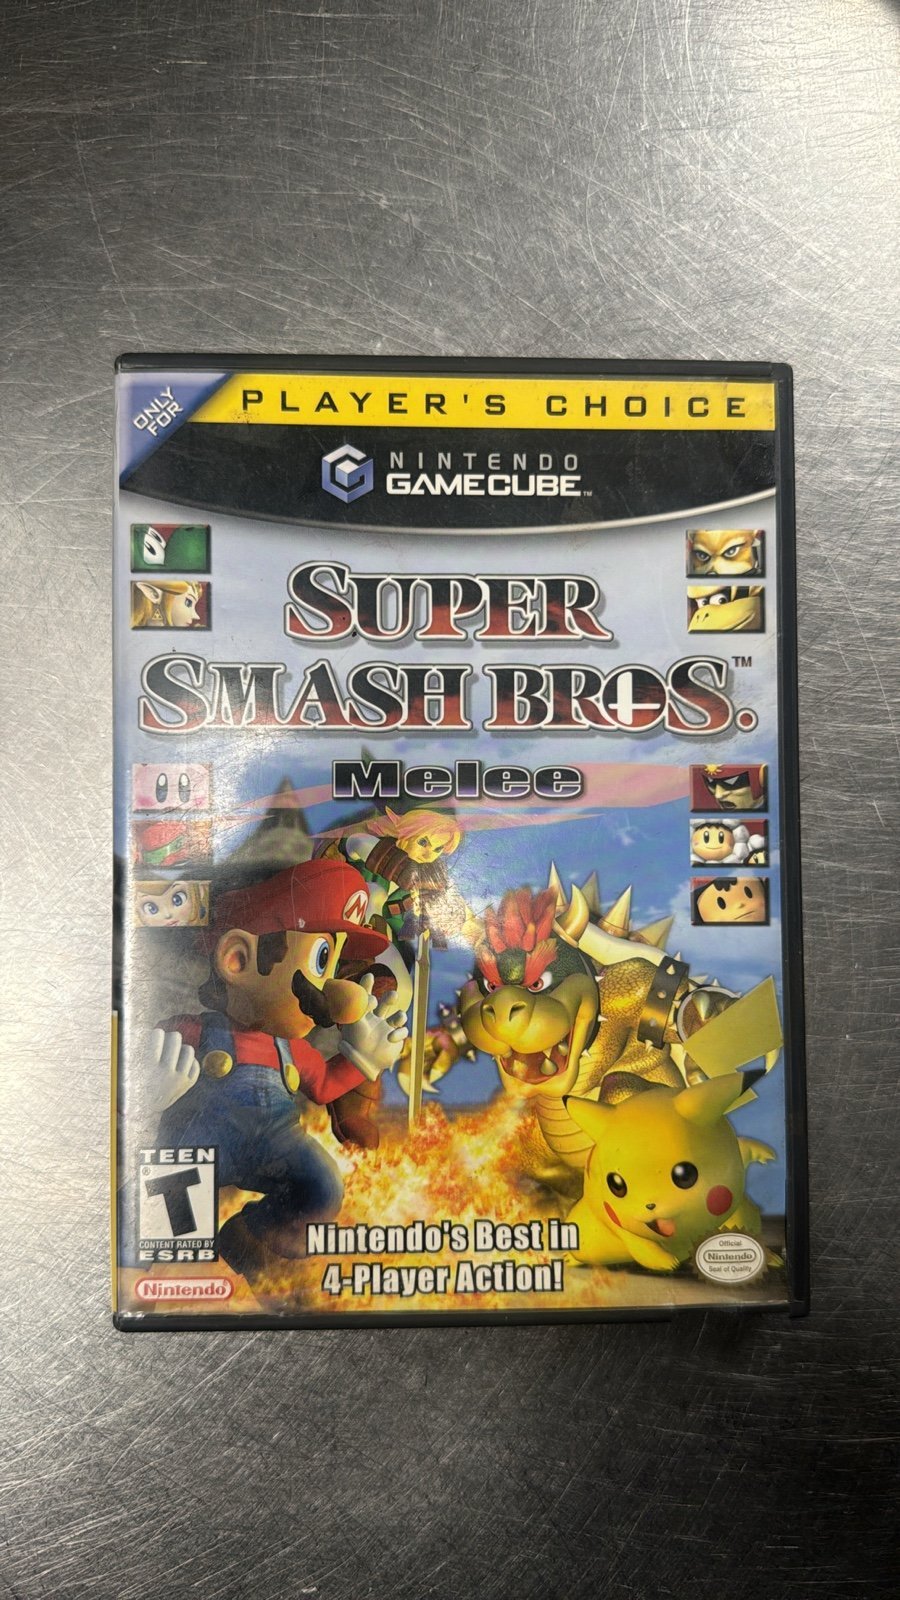 ONLY
FOR
PLAYER'S CHOICE
NINTENDO
GAMECUBE™
SUPER
SMASH BROS.™
Melee
M
TEEN
®
T
CONTENT RATED BY
ESRB
Nintendo®
Nintendo's Best in
4-Player Action!
Official
Nintendo
Seal of Quality